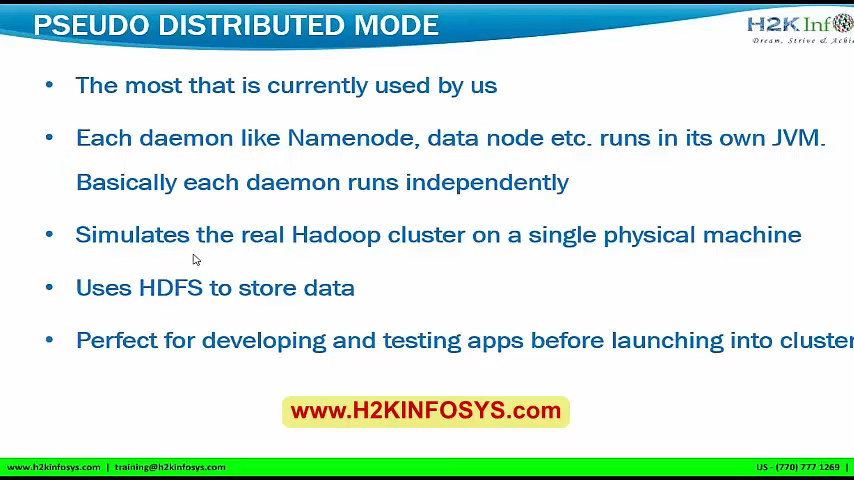 PSEUDO DISTRIBUTED MODE
H2K Inf
Dream, Strive & Achi
• The most that is currently used by us
• Each daemon like Namenode, data node etc. runs in its own JVM.
Basically each daemon runs independently
• Simulates the real Hadoop cluster on a single physical machine
• Uses HDFS to store data
• Perfect for developing and testing apps before launching into cluster
www.H2KINFOSYS.com
www.h2kinfosys.com | training@h2kinfosys.com
US - (770) 777 1269 |